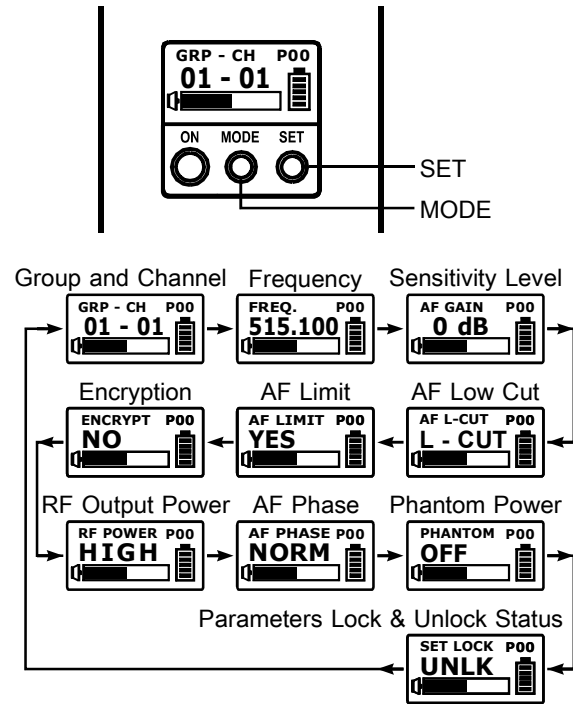 GRP - CH P00
01 - 01
ON MODE SET
SET
MODE
Group and Channel Frequency Sensitivity Level
GRP - CH P00 FREQ. P00 AF GAIN P00
01 - 01 515.100 0 dB
Encryption AF Limit AF Low Cut
ENCRYPT P00 AF LIMIT P00 AF L-CUT P00
NO YES L - CUT
RF Output Power AF Phase Phantom Power
RF POWER P00 AF PHASE P00 PHANTOM P00
HIGH NORM OFF
Parameters Lock & Unlock Status
SET LOCK P00
UNLK